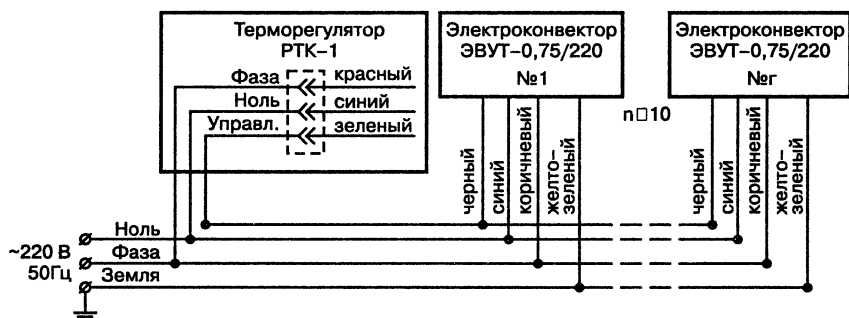 Терморегулятор
РТК–1
Фаза
красный
Ноль
синий
Управл.
зеленый
Электроконвектор
ЭВУТ–0,75/220
№1
Электроконвектор
ЭВУТ–0,75/220
№г
n□10
черный
синий
коричневый
желто–
зеленый
черный
синий
коричневый
желто–
зеленый
~220 В
50Гц
Ноль
Фаза
Земля